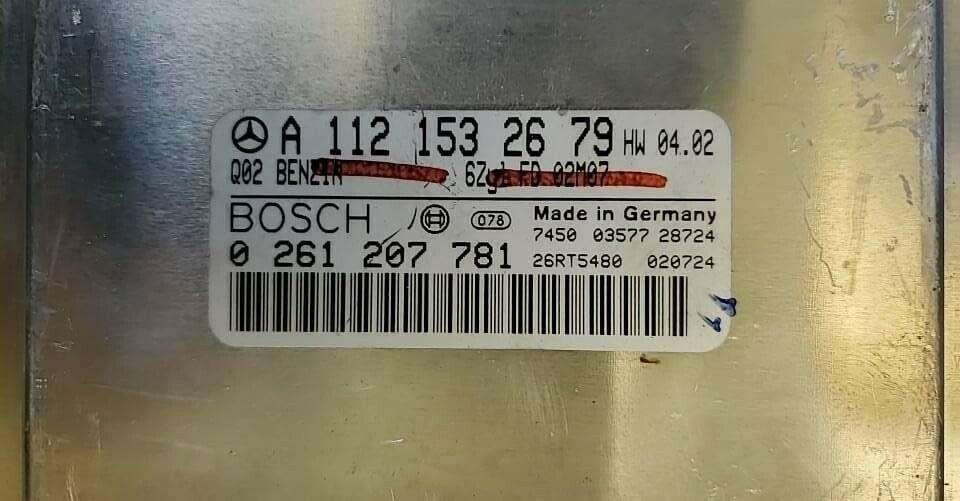 A 112 153 26 79 HW 04.02
Q02 BENZIN 6Zyl FD 02M07
BOSCH 078 Made in Germany
7450 03577 28724
0 261 207 781 26RT5480 020724